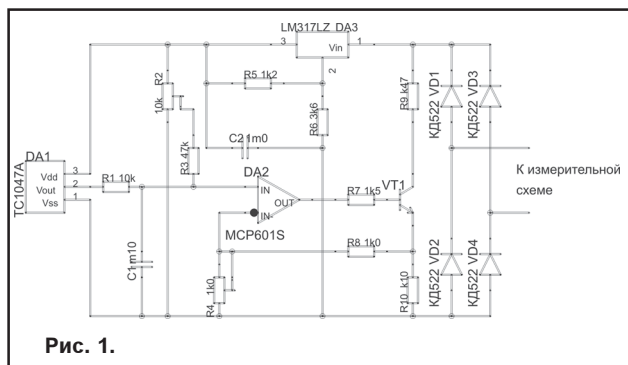 LM317LZ DA3
3
Vin
1
2
R2
10k
R5 1k2
R6 3k6
R9 k47
КД522 VD1
КД522 VD3
C2 1m0
R3 47k
DA1
TC1047A
Vdd
3
Vout
2
Vss
1
R1 10k
DA2
IN
OUT
IN-
MCP601S
R7 1k5
VT1
К измерительной
схеме
R8 1k0
C1 m10
R4 1k0
R10 k10
КД522 VD2
КД522 VD4
Рис. 1.